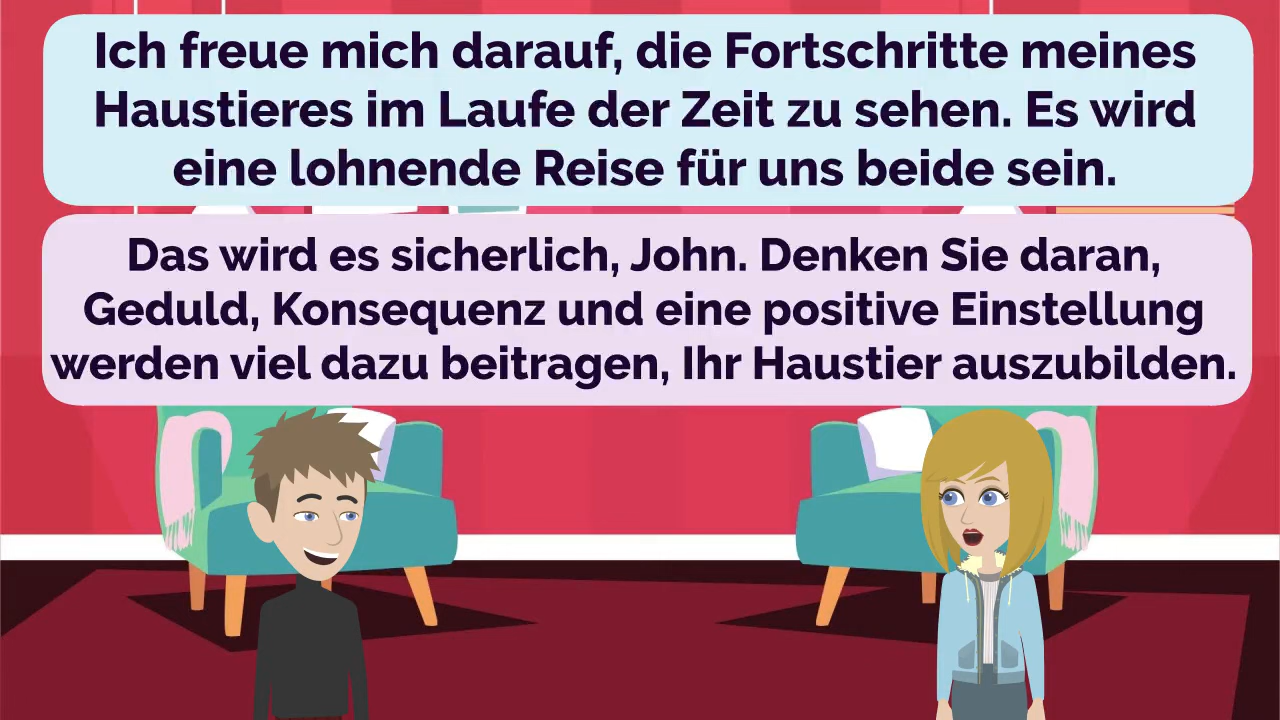 Ich freue mich darauf, die Fortschritte meines
Haustieres im Laufe der Zeit zu sehen. Es wird
eine lohnende Reise für uns beide sein.
Das wird es sicherlich, John. Denken Sie daran,
Geduld, Konsequenz und eine positive Einstellung
werden viel dazu beitragen, Ihr Haustier auszubilden.